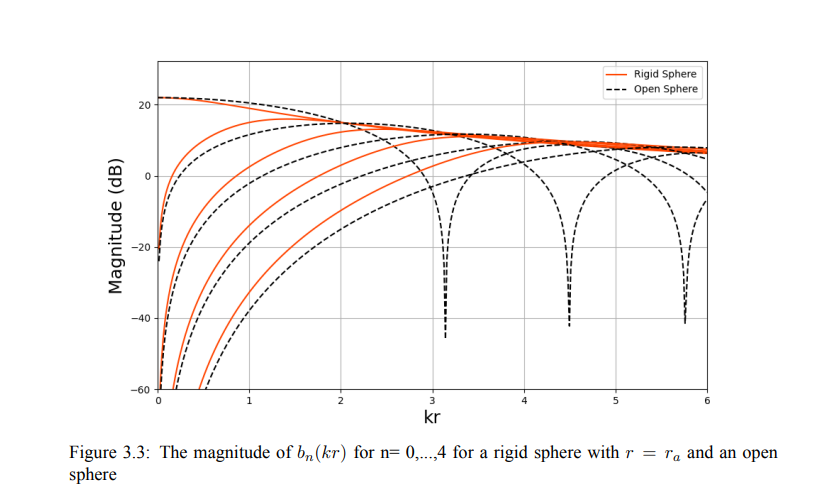 Rigid Sphere
Open Sphere
20
0
−20
−40
−60
Magnitude (dB)
0 1 2 3 4 5 6
kr
Figure 3.3: The magnitude of bₙ(kr) for n= 0,...,4 for a rigid sphere with r = rₐ and an open
sphere